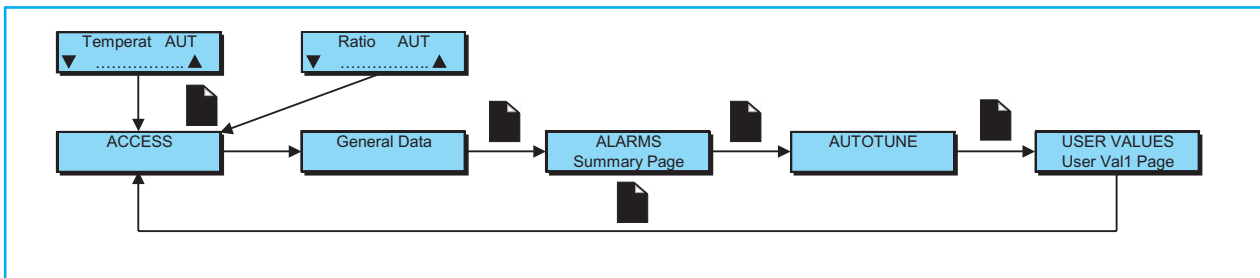 Temperat AUT
▼ ................. ▲
Ratio AUT
▼ ................. ▲
ACCESS
General Data
ALARMS
Summary Page
AUTOTUNE
USER VALUES
User Val1 Page